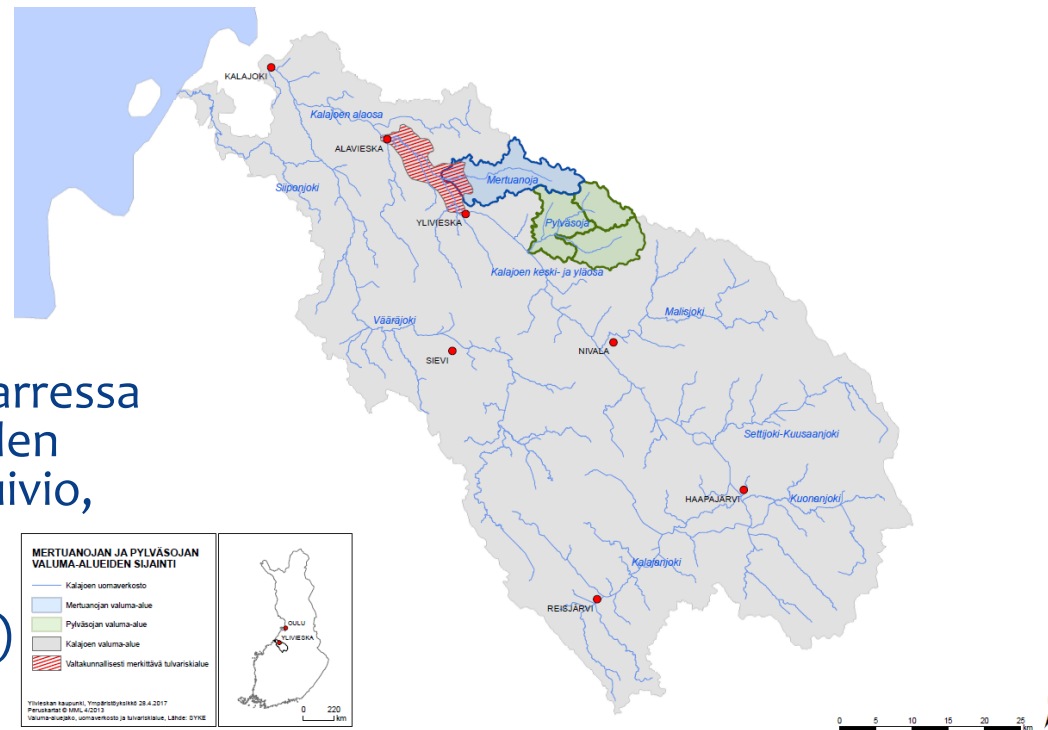 KALAJOKI
Kalajoen alaosa
ALAVIESKA
Mertuanoja
Siiponjoki
YLIVIESKA
Pylväsoja
Kalajoen keski- ja yläosa
Malisjoki
Vääräjoki
SIEVI
NIVALA
arressa
den
uivio,
)
Settijoki-Kuusaanjoki
HAAPAJÄRVI
Kuonanjoki
Kalajanjoki
REISJÄRVI
MERTUANOJAN JA PYLVÄSOJAN
VALUMA-ALUEIDEN SIJAINTI
Kalajoen uomaverkosto
Mertuanojan valuma-alue
Pylväsojan valuma-alue
Kalajoen valuma-alue
Valtakunnallisesti merkittävä tulvariskialue
Ylivieskan kaupunki, Ympäristöyksikkö 28.4.2017
Peruskartat © MML 4/2013
Valuma-aluejako, uomaverkosto ja tulvariskialue, Lähde: SYKE
OULU
YLIVIESKA
0 220
km
0 5 10 15 20 25
km